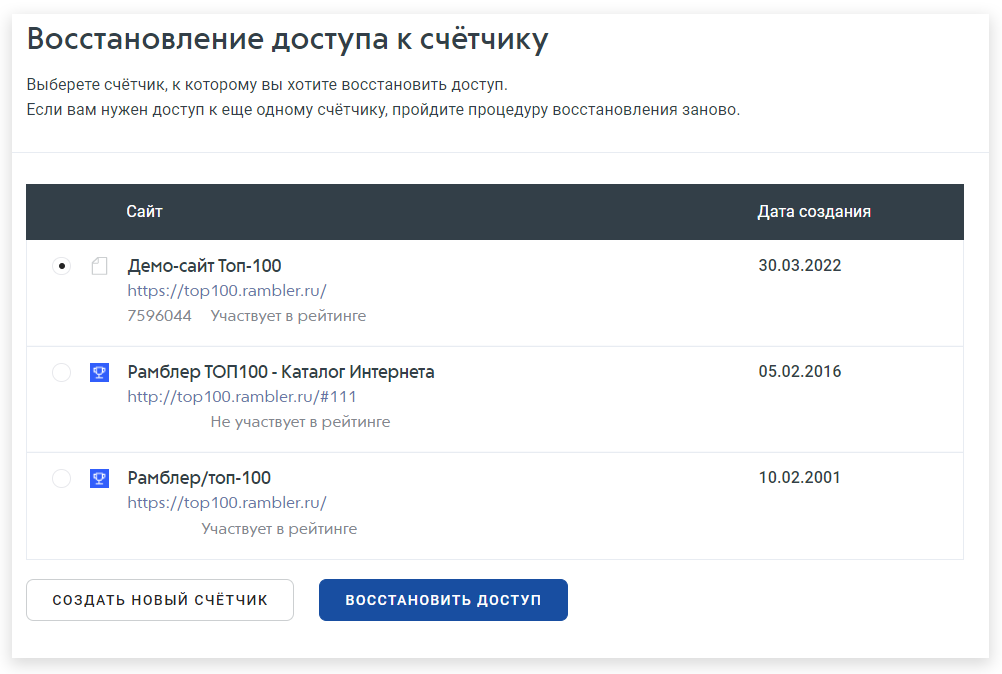 Восстановление доступа к счётчику
Выберете счётчик, к которому вы хотите восстановить доступ.
Если вам нужен доступ к еще одному счётчику, пройдите процедуру восстановления заново.
Сайт Дата создания
Демо-сайт Топ-100 30.03.2022
https://top100.rambler.ru/
7596044 Участвует в рейтинге
Рамблер ТОП100 - Каталог Интернета 05.02.2016
http://top100.rambler.ru/#111
Не участвует в рейтинге
Рамблер/топ-100 10.02.2001
https://top100.rambler.ru/
Участвует в рейтинге
СОЗДАТЬ НОВЫЙ СЧЁТЧИК ВОССТАНОВИТЬ ДОСТУП